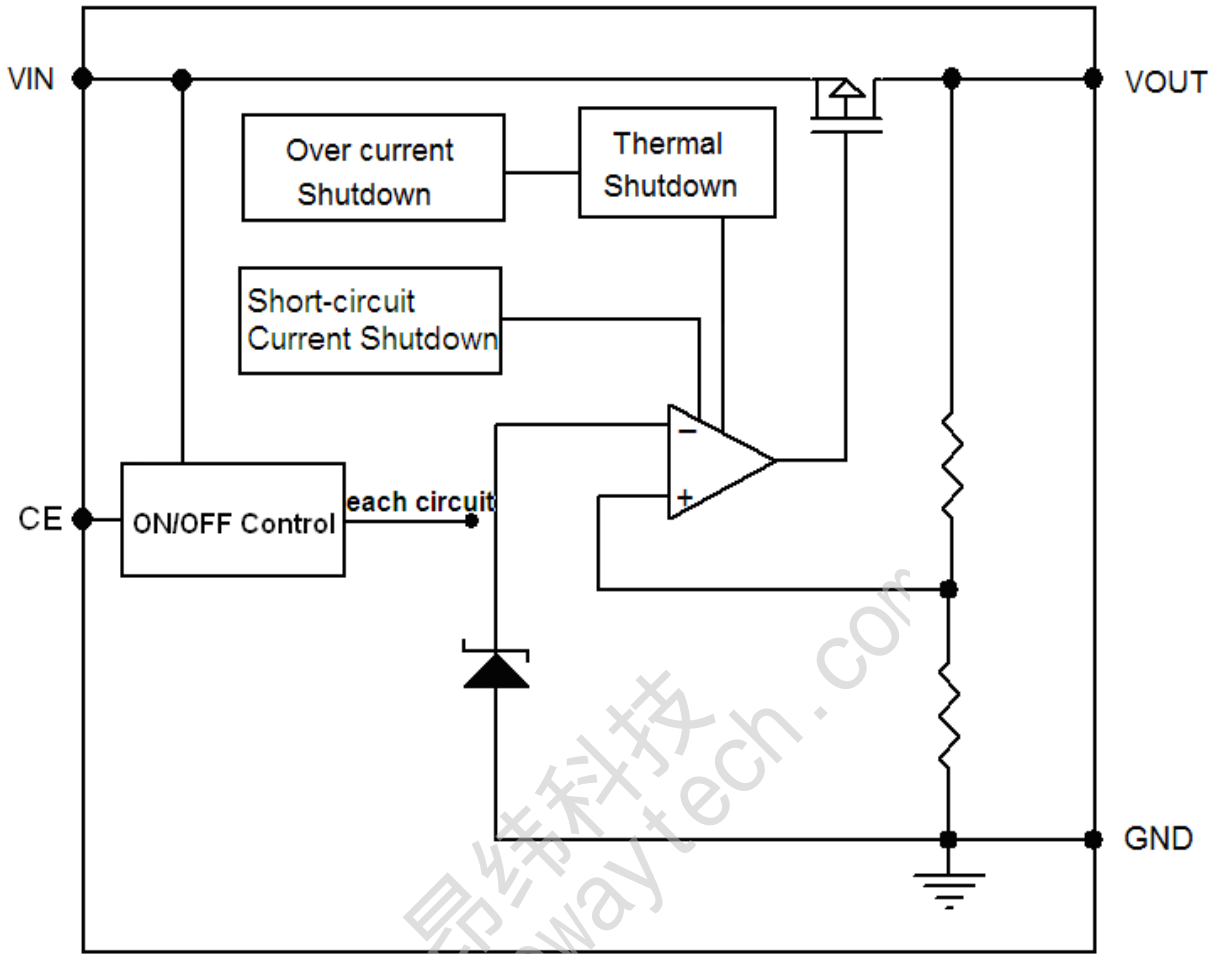 VIN
VOUT
Over current
Shutdown
Thermal
Shutdown
Short-circuit
Current Shutdown
−
+
each circuit
CE
ON/OFF Control
GND
昂纬科技
waytech.com